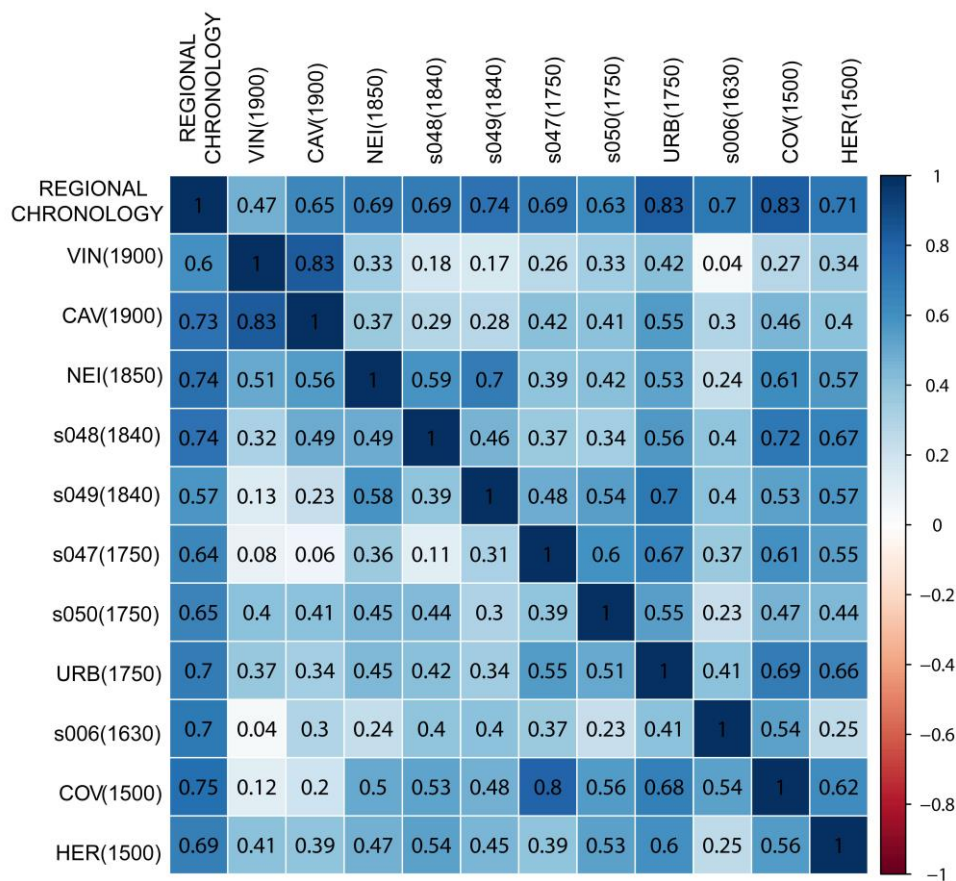 REGIONAL
CHRONOLOGY
VIN(1900)
CAV(1900)
NEI(1850)
s048(1840)
s049(1840)
s047(1750)
s050(1750)
URB(1750)
s006(1630)
COV(1500)
HER(1500)
REGIONAL
CHRONOLOGY
1 0.47 0.65 0.69 0.69 0.74 0.69 0.63 0.83 0.7 0.83 0.71
VIN(1900) 0.6 1 0.83 0.33 0.18 0.17 0.26 0.33 0.42 0.04 0.27 0.34
CAV(1900) 0.73 0.83 1 0.37 0.29 0.28 0.42 0.41 0.55 0.3 0.46 0.4
NEI(1850) 0.74 0.51 0.56 1 0.59 0.7 0.39 0.42 0.53 0.24 0.61 0.57
s048(1840) 0.74 0.32 0.49 0.49 1 0.46 0.37 0.34 0.56 0.4 0.72 0.67
s049(1840) 0.57 0.13 0.23 0.58 0.39 1 0.48 0.54 0.7 0.4 0.53 0.57
s047(1750) 0.64 0.08 0.06 0.36 0.11 0.31 1 0.6 0.67 0.37 0.61 0.55
s050(1750) 0.65 0.4 0.41 0.45 0.44 0.3 0.39 1 0.55 0.23 0.47 0.44
URB(1750) 0.7 0.37 0.34 0.45 0.42 0.34 0.55 0.51 1 0.41 0.69 0.66
s006(1630) 0.7 0.04 0.3 0.24 0.4 0.4 0.37 0.23 0.41 1 0.54 0.25
COV(1500) 0.75 0.12 0.2 0.5 0.53 0.48 0.8 0.56 0.68 0.54 1 0.62
HER(1500) 0.69 0.41 0.39 0.47 0.54 0.45 0.39 0.53 0.6 0.25 0.56 1
1
0.8
0.6
0.4
0.2
0
−0.2
−0.4
−0.6
−0.8
−1